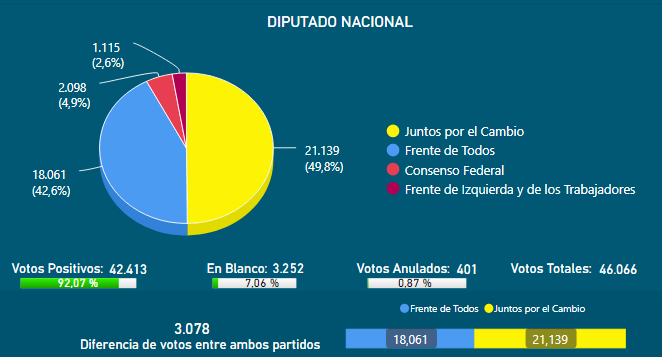 DIPUTADO NACIONAL
1.115
(2,6%)
2.098
(4,9%)
18.061
(42,6%)
21.139
(49,8%)
Juntos por el Cambio
Frente de Todos
Consenso Federal
Frente de Izquierda y de los Trabajadores
Votos Positivos: 42.413
92,07 %
En Blanco: 3.252
7,06 %
Votos Anulados: 401
0,87 %
Votos Totales: 46.066
Frente de Todos Juntos por el Cambio
3.078
Diferencia de votos entre ambos partidos
18,061 21,139